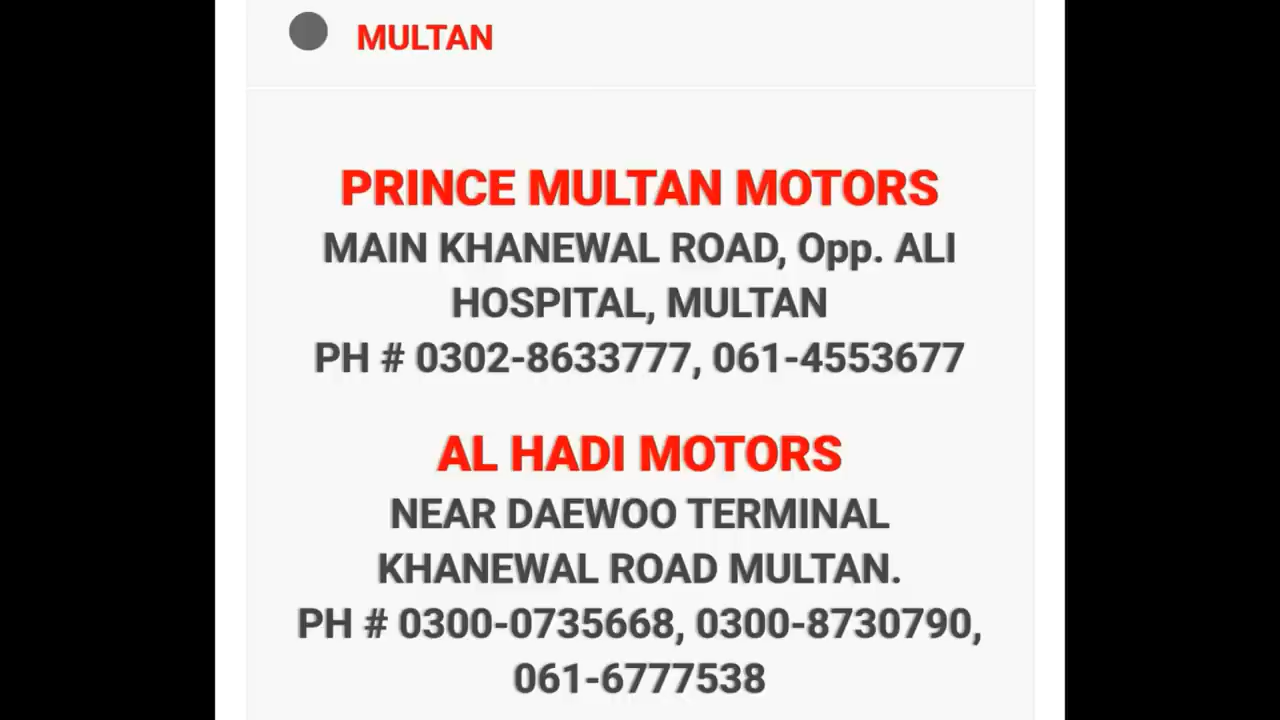 MULTAN
PRINCE MULTAN MOTORS
MAIN KHANEWAL ROAD, Opp. ALI
HOSPITAL, MULTAN
PH # 0302-8633777, 061-4553677
AL HADI MOTORS
NEAR DAEWOO TERMINAL
KHANEWAL ROAD MULTAN.
PH # 0300-0735668, 0300-8730790,
061-6777538